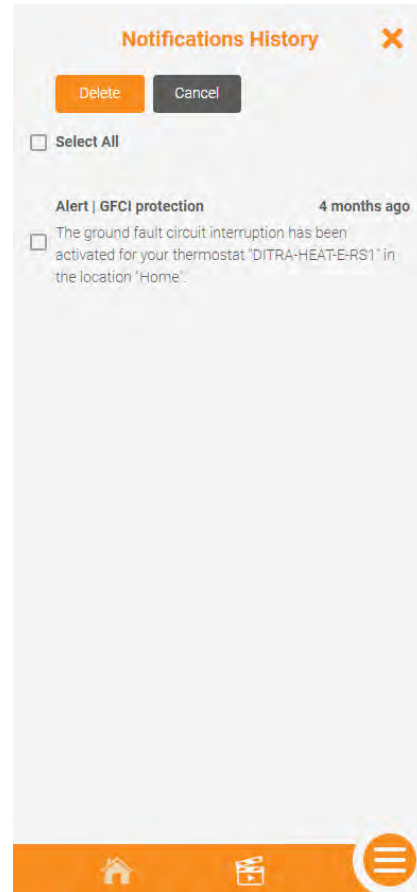 Notifications History
Delete Cancel
Select All
Alert | GFCI protection 4 months ago
The ground fault circuit interruption has been
activated for your thermostat "DITRA-HEAT-E-RS1" in
the location "Home".